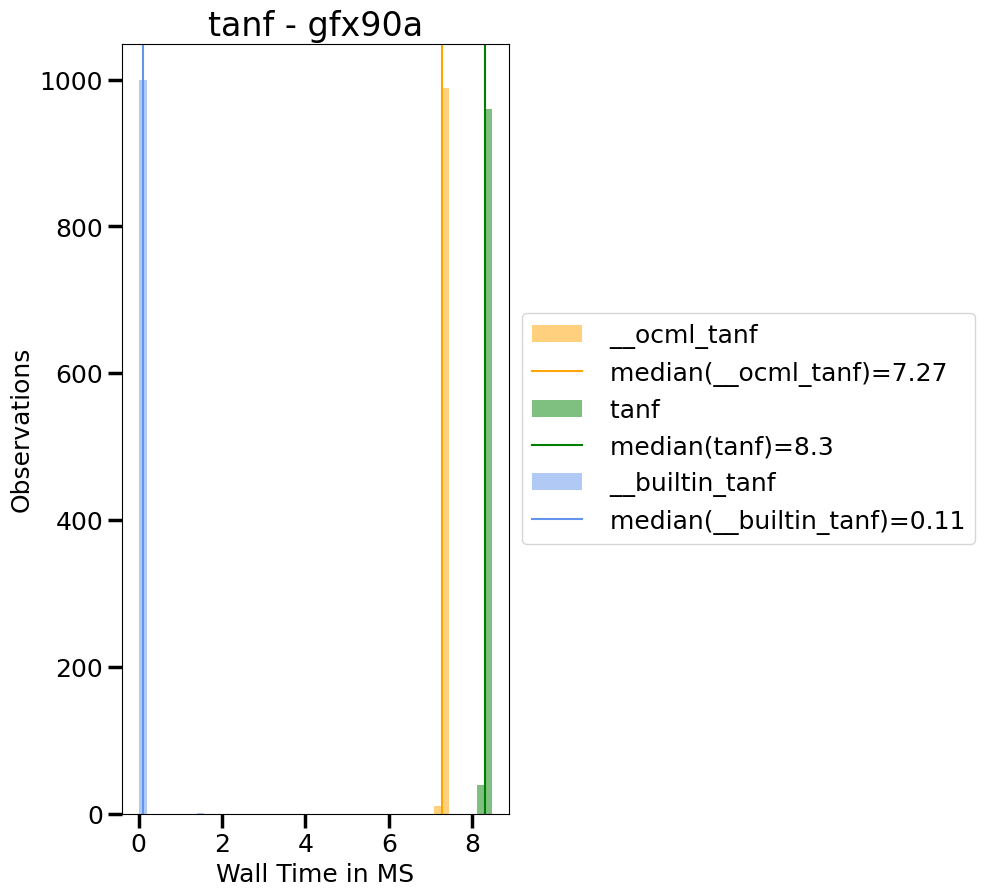 tanf - gfx90a
1000
800
600
400
200
0
Observations
0 2 4 6 8
Wall Time in MS
__ocml_tanf
median(__ocml_tanf)=7.27
tanf
median(tanf)=8.3
__builtin_tanf
median(__builtin_tanf)=0.11